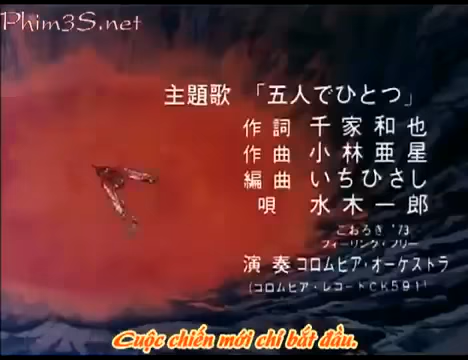 Phim3S.net
主題歌 「五人でひとつ」
作詞 千家和也
作曲 小林亜星
編曲 いちひさし
唄 水木一郎
こおろぎ '73
フィーリング・フリー
演奏 コロムビア・オーケストラ
(コロムビア・レコードCK591)
Cuộc chiến mới chỉ bắt đầu.